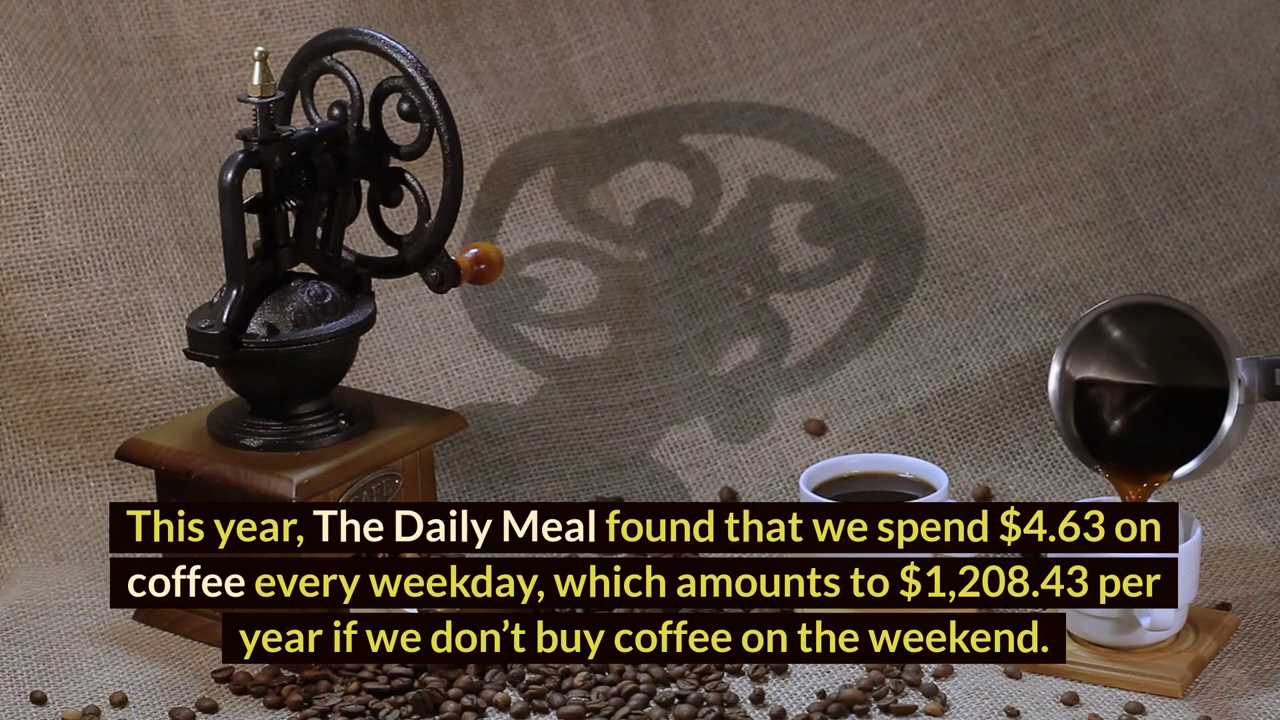 This year, The Daily Meal found that we spend $4.63 on
coffee every weekday, which amounts to $1,208.43 per
year if we don’t buy coffee on the weekend.